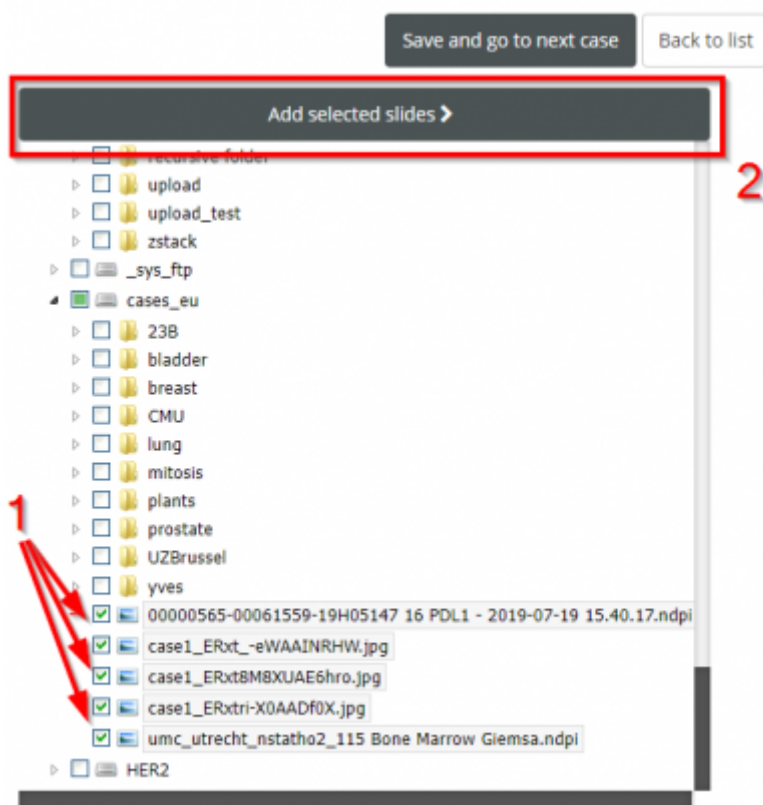 Save and go to next case
Back to list
Add selected slides
2
recursive folder
upload
upload_test
zstack
_sys_ftp
cases_eu
23B
bladder
breast
CMU
lung
mitosis
plants
1
prostate
UZBrussel
yves
00000565-00061559-19H05147 16 PDL1 - 2019-07-19 15.40.17.ndpi
case1_ERxt_-eWAAINRHW.jpg
case1_ERxt8M8XUAE6hro.jpg
case1_ERxtri-X0AADf0X.jpg
umc_utrecht_nstatho2_115 Bone Marrow Giemsa.ndpi
HER2